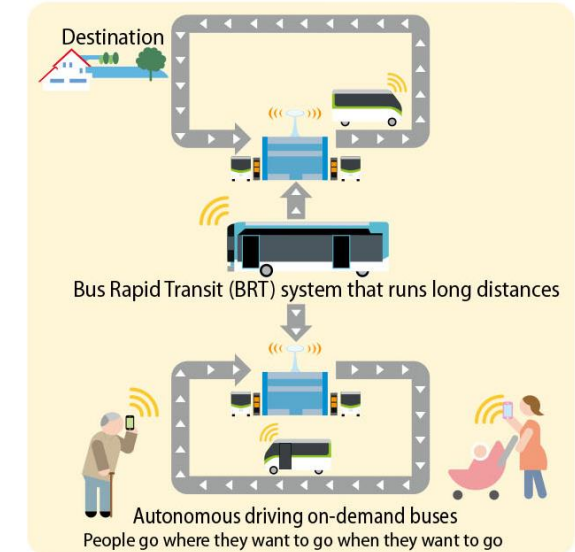 Destination
Bus Rapid Transit (BRT) system that runs long distances
Autonomous driving on-demand buses
People go where they want to go when they want to go